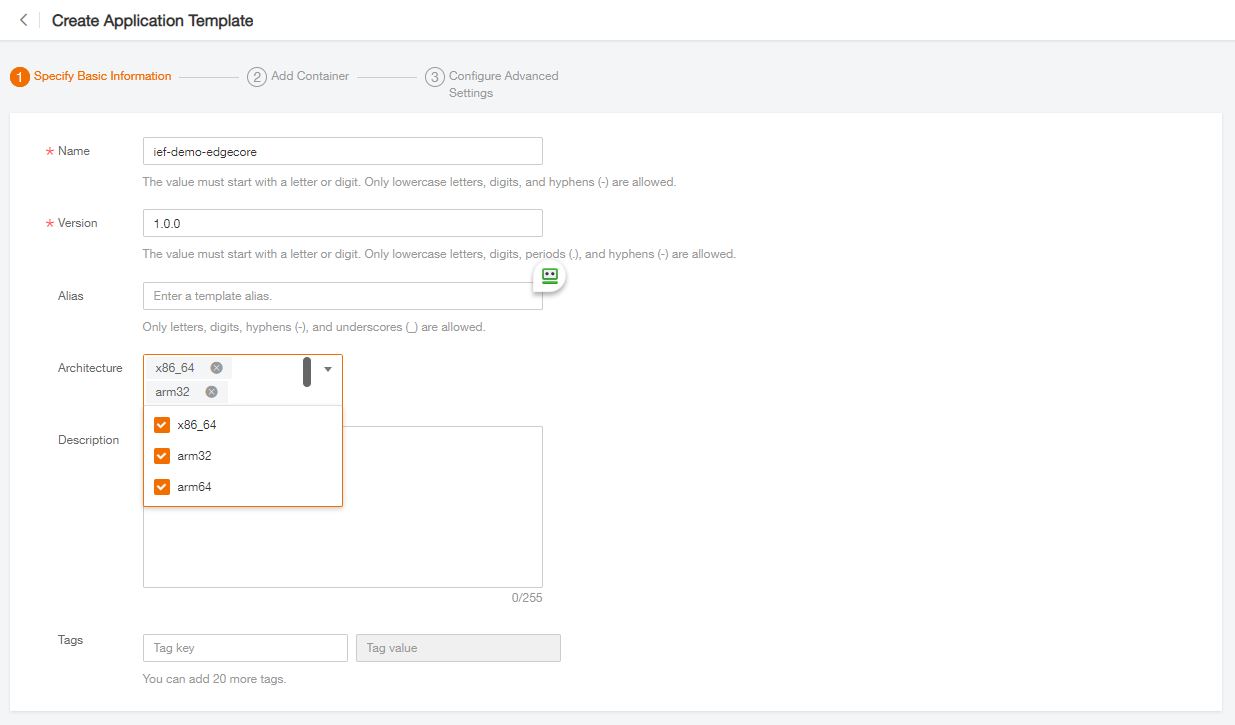 Create Application Template
1 Specify Basic Information
2 Add Container
3 Configure Advanced
Settings
* Name
ief-demo-edgecore
The value must start with a letter or digit. Only lowercase letters, digits, and hyphens (-) are allowed.
* Version
1.0.0
The value must start with a letter or digit. Only lowercase letters, digits, periods (.), and hyphens (-) are allowed.
Alias
Enter a template alias.
Only letters, digits, hyphens (-), and underscores (_) are allowed.
Architecture
x86_64
arm32
x86_64
arm32
arm64
Description
0/255
Tags
Tag key
Tag value
You can add 20 more tags.